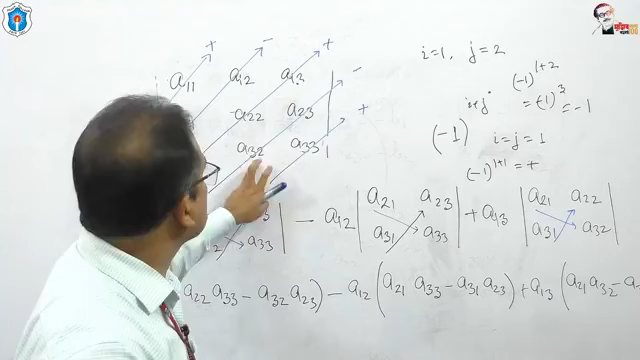 + - +
a11 a12 a13 -
a22 a23 +
a32 a33
i=1, j=2
(-1)^1+2
i+j = (-1)^3 = -1
(-1) i=j=1
(-1)^1+1 = +
a33 | - a12 | a21 a23 | + a13 | a21 a22 |
a31 a33 a31 a32
a22 a33 - a32 a23) - a12 (a21 a33 - a31 a23) + a13 (a21 a32 - a